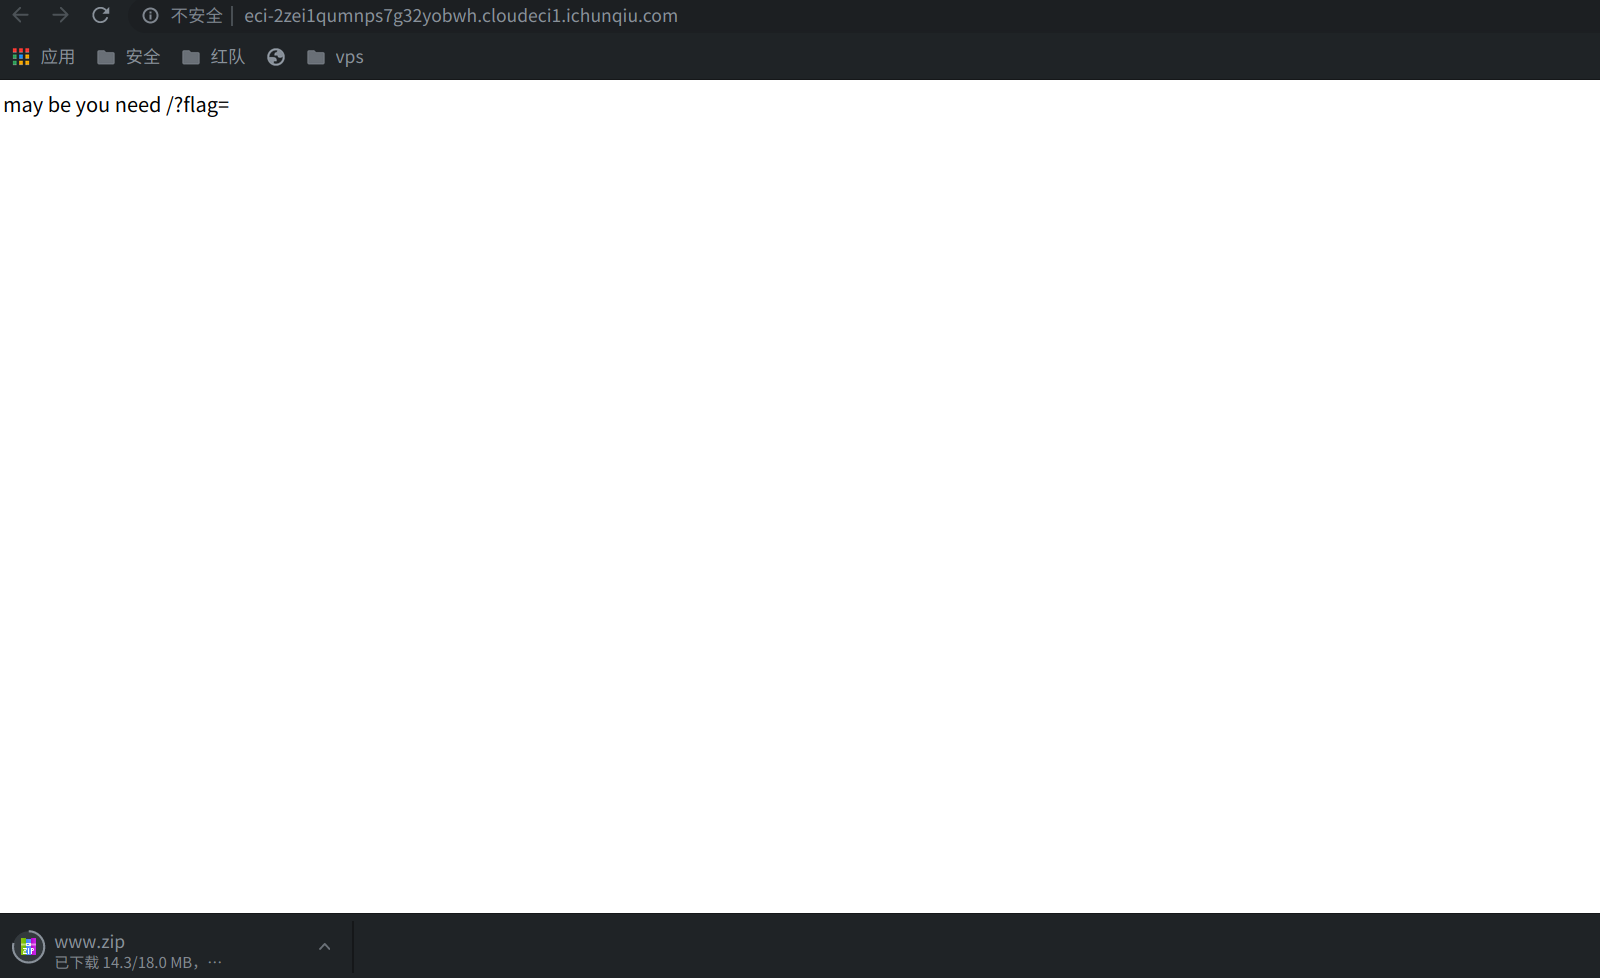 不安全 | eci-2zei1qumnps7g32yobwh.cloudeci1.ichunqiu.com
应用 安全 红队 vps
may be you need /?flag=
www.zip
已下载 14.3/18.0 MB，…